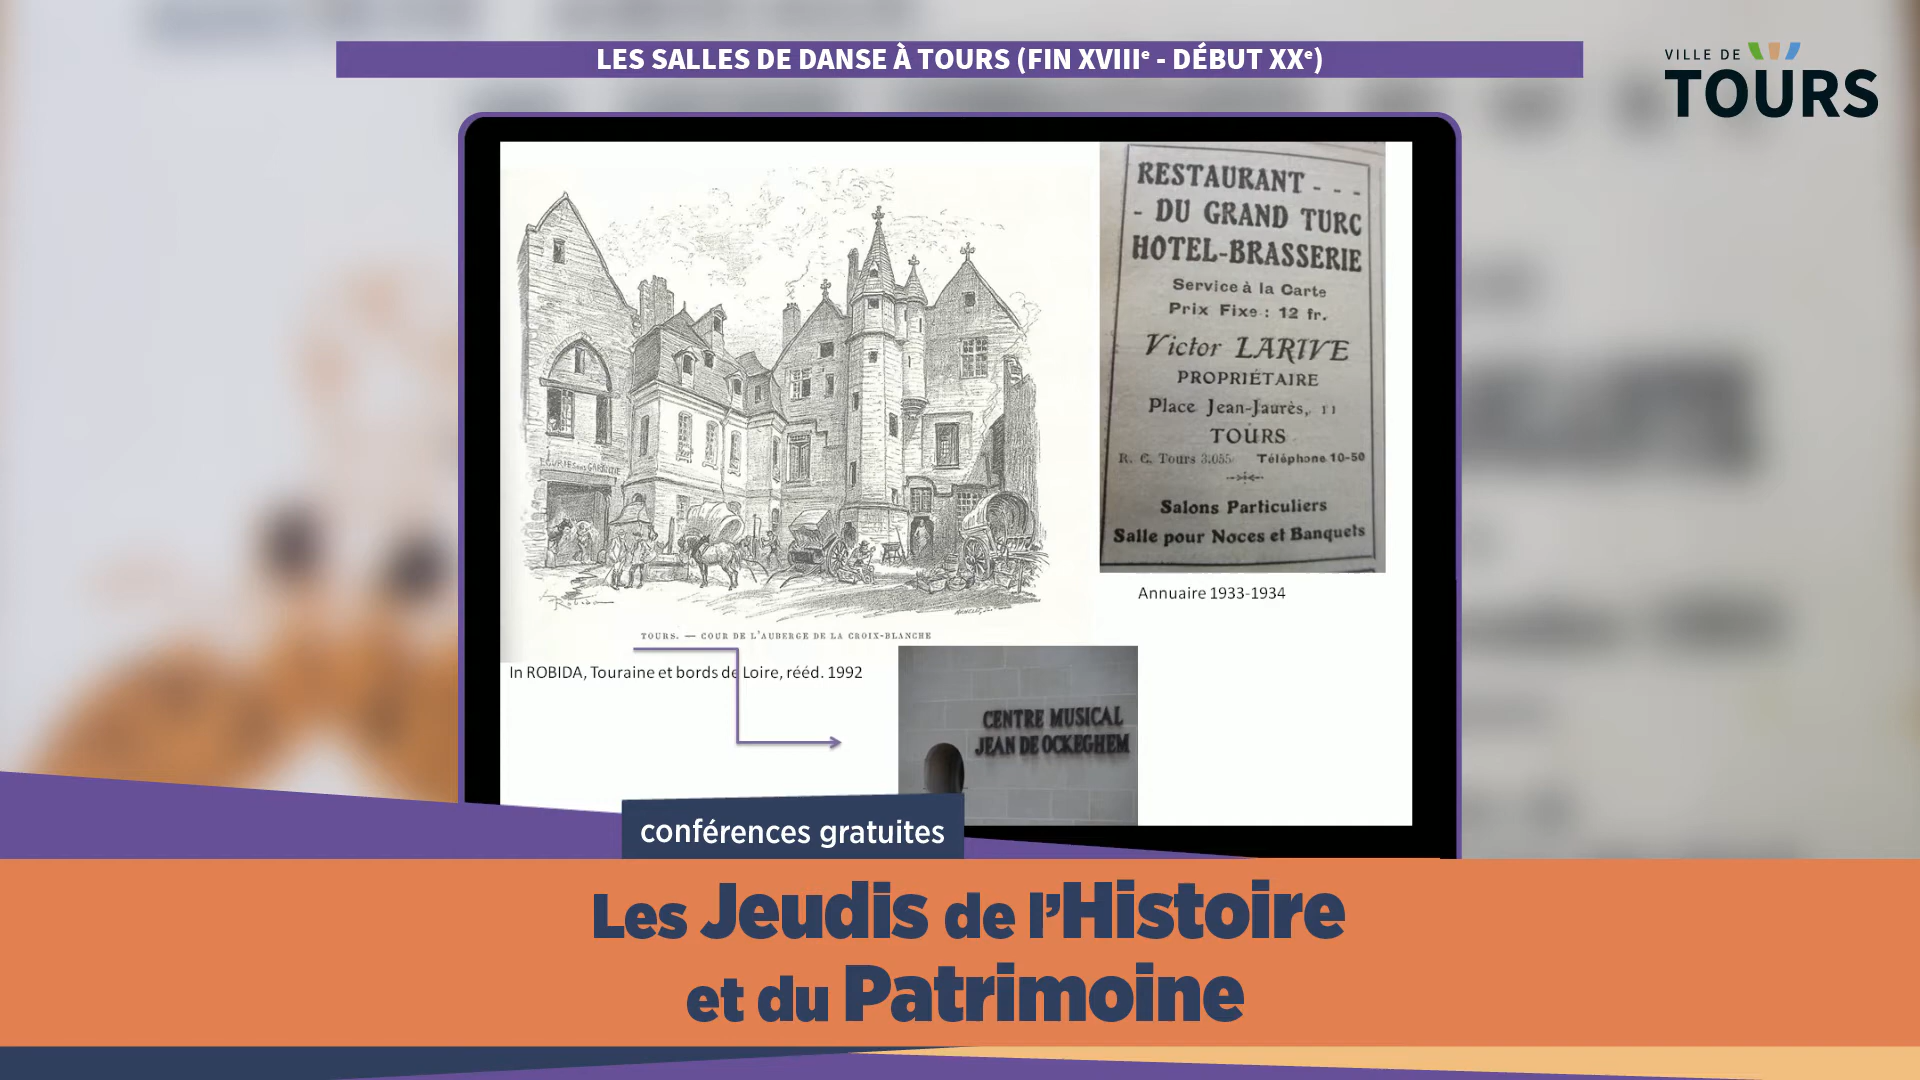 LES SALLES DE DANSE À TOURS (FIN XVIIIe - DÉBUT XXe)
VILLE DE
TOURS
ECURIE
TOURS. — COUR DE L'AUBERGE DE LA CROIX-BLANCHE
In ROBIDA, Touraine et bords de Loire, rééd. 1992
RESTAURANT - - -
- DU GRAND TURC
HOTEL-BRASSERIE
Service à la Carte
Prix Fixe : 12 fr.
Victor LARIVE
PROPRIÉTAIRE
Place Jean-Jaurès, 11
TOURS
R. C. Tours 3.055 Téléphone 10-50
Salons Particuliers
Salle pour Noces et Banquets
Annuaire 1933-1934
CENTRE MUSICAL
JEAN DE OCKEGHEM
conférences gratuites
Les Jeudis de l'Histoire
et du Patrimoine